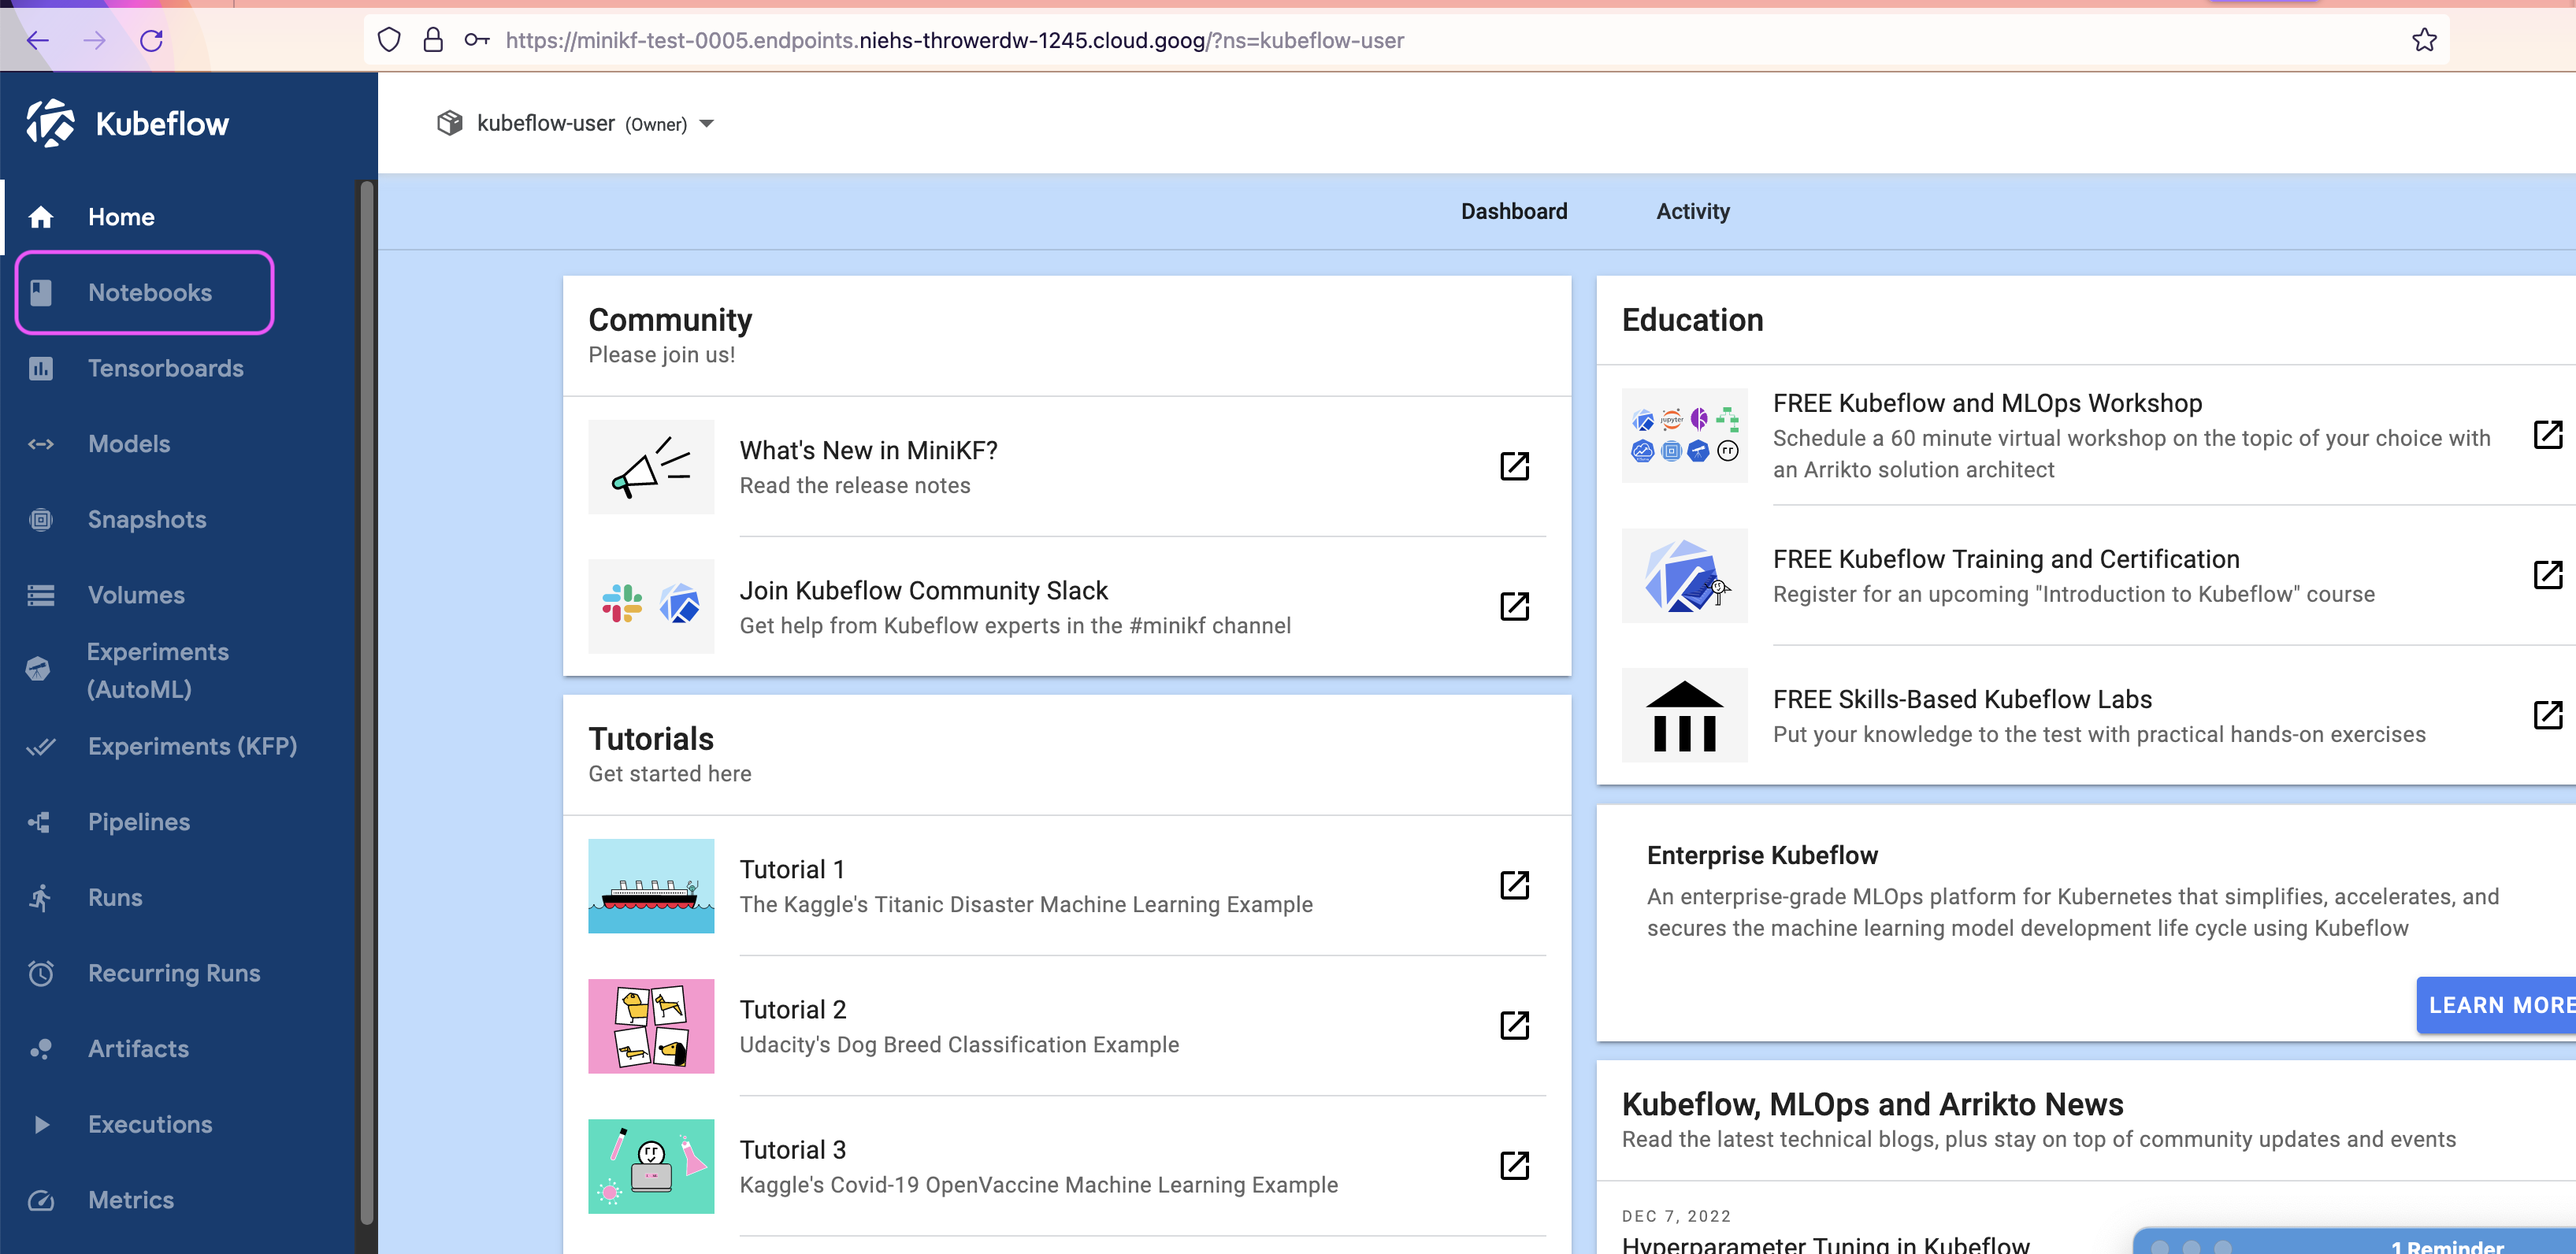 https://minikf-test-0005.endpoints.niehs-throwerdw-1245.cloud.goog/?ns=kubeflow-user
Kubeflow
Home
Notebooks
Tensorboards
Models
Snapshots
Volumes
Experiments
(AutoML)
Experiments (KFP)
Pipelines
Runs
Recurring Runs
Artifacts
Executions
Metrics
kubeflow-user (Owner)
Dashboard Activity
Community
Please join us!
What's New in MiniKF?
Read the release notes
Join Kubeflow Community Slack
Get help from Kubeflow experts in the #minikf channel
Tutorials
Get started here
Tutorial 1
The Kaggle's Titanic Disaster Machine Learning Example
Tutorial 2
Udacity's Dog Breed Classification Example
Tutorial 3
Kaggle's Covid-19 OpenVaccine Machine Learning Example
Education
jupyter
FREE Kubeflow and MLOps Workshop
Schedule a 60 minute virtual workshop on the topic of your choice with
an Arrikto solution architect
FREE Kubeflow Training and Certification
Register for an upcoming "Introduction to Kubeflow" course
FREE Skills-Based Kubeflow Labs
Put your knowledge to the test with practical hands-on exercises
Enterprise Kubeflow
An enterprise-grade MLOps platform for Kubernetes that simplifies, accelerates, and
secures the machine learning model development life cycle using Kubeflow
LEARN MORE
Kubeflow, MLOps and Arrikto News
Read the latest technical blogs, plus stay on top of community updates and events
DEC 7, 2022
Hyperparameter Tuning in Kubeflow
1 Reminder